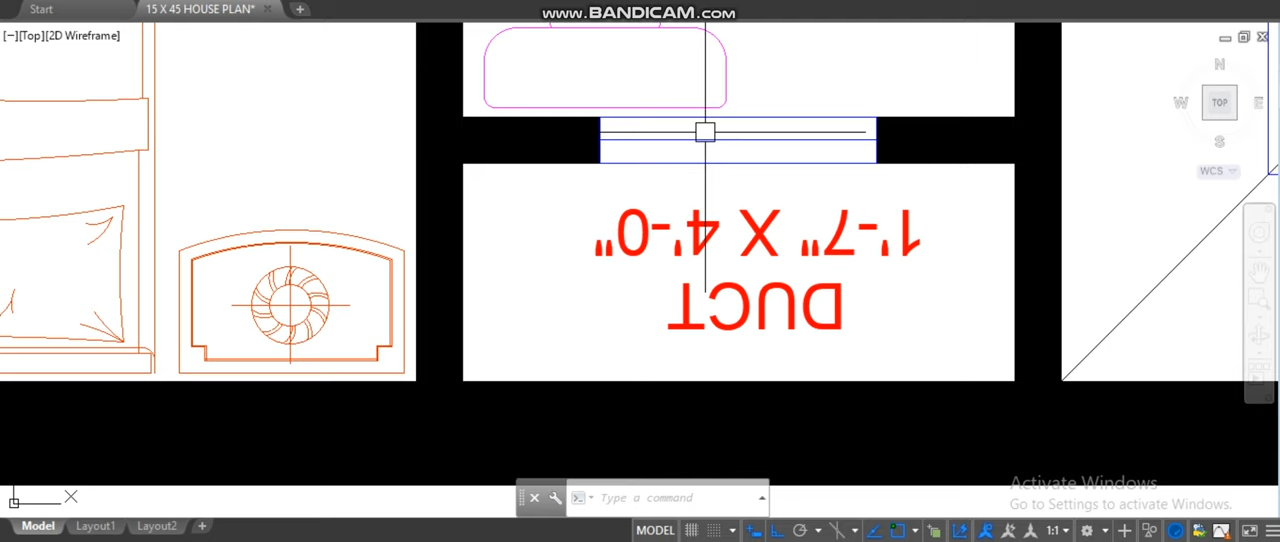 Start
15 X 45 HOUSE PLAN*
www.BANDICAM.com
[−][Top][2D Wireframe]
N
W
TOP
E
S
WCS
DUCT
1'-7" X 4'-0"
Activate Windows
Go to Settings to activate Windows.
X
Type a command
Model
Layout1
Layout2
MODEL
1:1